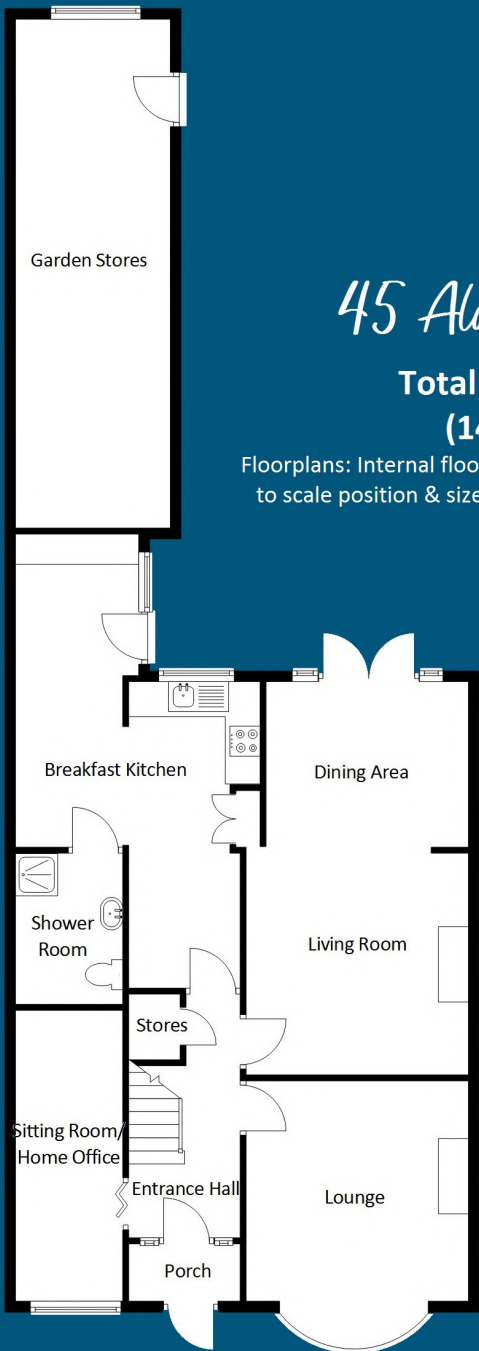 Garden Stores
45
Total
(14
Floorplans: Internal floo
to scale position & size
Breakfast Kitchen
Dining Area
Shower
Room
Living Room
Stores
Sitting Room/
Home Office
Entrance Hall
Lounge
Porch